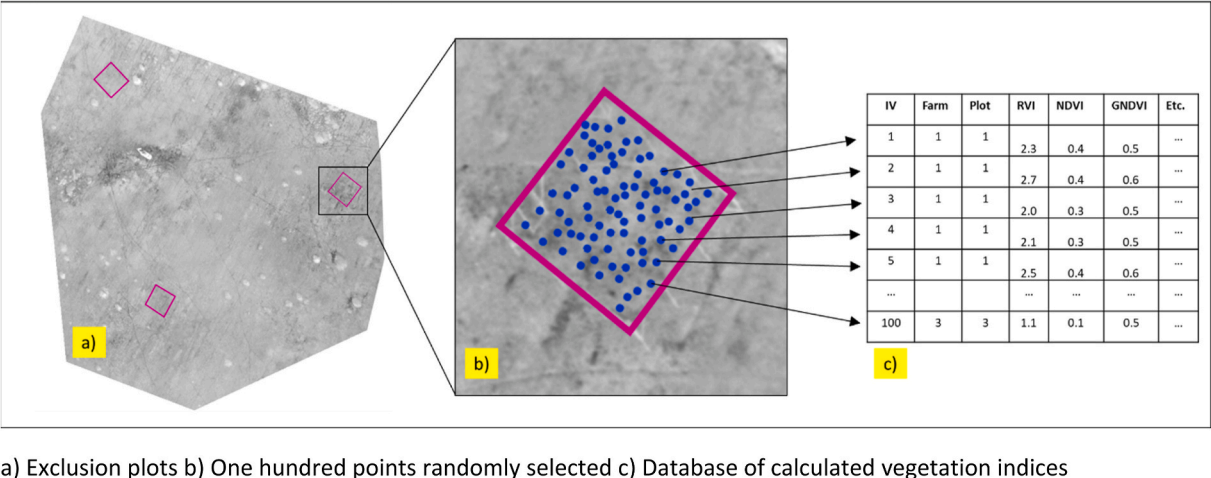 a)
b)
IV Farm Plot RVI NDVI GNDVI Etc.
1 1 1 2.3 0.4 0.5 ...
2 1 1 2.7 0.4 0.6 ...
3 1 1 2.0 0.3 0.5 ...
4 1 1 2.1 0.3 0.5 ...
5 1 1 2.5 0.4 0.6 ...
... ... ... ... ...
100 3 3 1.1 0.1 0.5 ...
c)
a) Exclusion plots b) One hundred points randomly selected c) Database of calculated vegetation indices